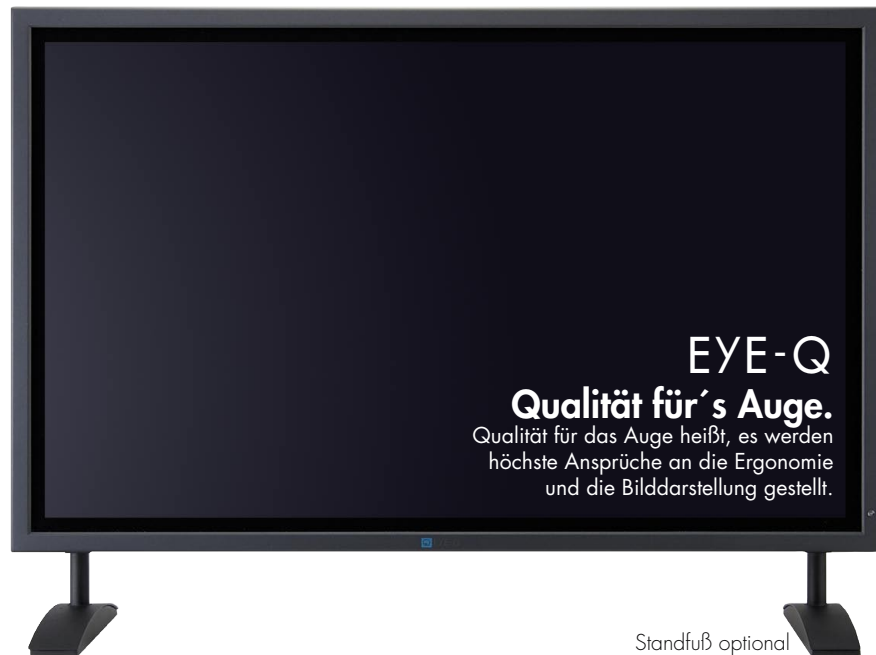 EYE-Q
Qualität für´s Auge.
Qualität für das Auge heißt, es werden
höchste Ansprüche an die Ergonomie
und die Bilddarstellung gestellt.
Standfuß optional